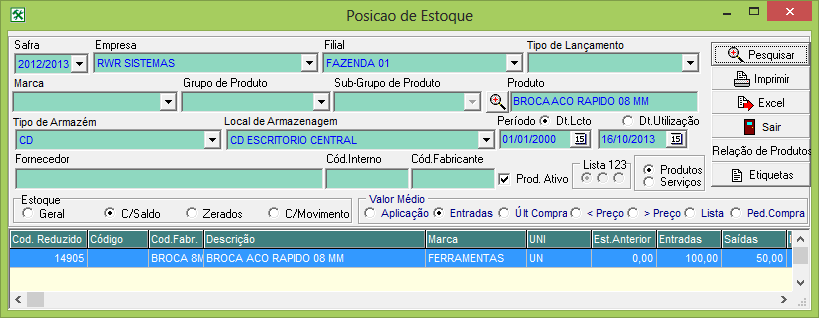 Posicao de Estoque
Safra Empresa Filial Tipo de Lançamento
2012/2013 RWR SISTEMAS FAZENDA 01
Pesquisar
Marca Grupo de Produto Sub-Grupo de Produto Produto
Imprimir
BROCA ACO RAPIDO 08 MM
Excel
Tipo de Armazém Local de Armazenagem Período Dt.Lcto Dt.Utilização
CD CD ESCRITORIO CENTRAL 01/01/2000 15 16/10/2013 15
Sair
Fornecedor Cód.Interno Cód.Fabricante Lista 123
Relação de Produtos
Prod. Ativo Produtos
Serviços
Etiquetas
Estoque Valor Médio
Geral C/Saldo Zerados C/Movimento Aplicação Entradas Últ Compra < Preço > Preço Lista Ped.Compra
Cod. Reduzido Código Cod.Fabr. Descrição Marca UNI Est.Anterior Entradas Saídas
14905 BROCA 8M BROCA ACO RAPIDO 08 MM FERRAMENTAS UN 0,00 100,00 50,00